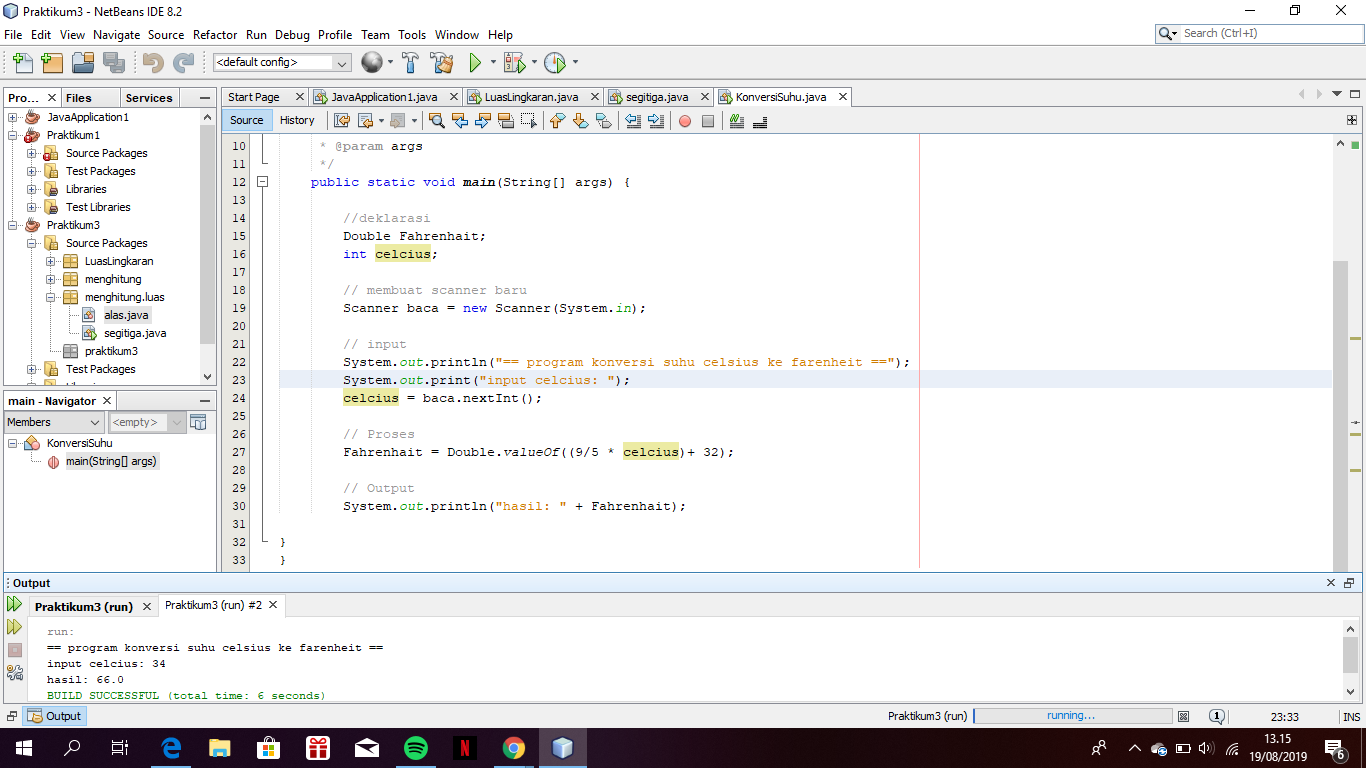 Praktikum3 - NetBeans IDE 8.2
File Edit View Navigate Source Refactor Run Debug Profile Team Tools Window Help
Search (Ctrl+I)
<default config>
Pro... Files Services
Start Page JavaApplication1.java LuasLingkaran.java segitiga.java KonversiSuhu.java
Source History
JavaApplication1
Praktikum1
Source Packages
Test Packages
Libraries
Test Libraries
Praktikum3
Source Packages
LuasLingkaran
menghitung
menghitung.luas
alas.java
segitiga.java
praktikum3
Test Packages
main - Navigator
Members <empty>
KonversiSuhu
main(String[] args)
10 * @param args
11 */
12 public static void main(String[] args) {
13
14 //deklarasi
15 Double Fahrenhait;
16 int celcius;
17
18 // membuat scanner baru
19 Scanner baca = new Scanner(System.in);
20
21 // input
22 System.out.println("== program konversi suhu celsius ke farenheit ==");
23 System.out.print("input celcius: ");
24 celcius = baca.nextInt();
25
26 // Proses
27 Fahrenhait = Double.valueOf((9/5 * celcius)+ 32);
28
29 // Output
30 System.out.println("hasil: " + Fahrenhait);
31
32 }
33 }
Output
Praktikum3 (run) Praktikum3 (run) #2
run:
== program konversi suhu celsius ke farenheit ==
input celcius: 34
hasil: 66.0
BUILD SUCCESSFUL (total time: 6 seconds)
Output Praktikum3 (run) running... 1 23:33 INS
13.15
19/08/2019
6